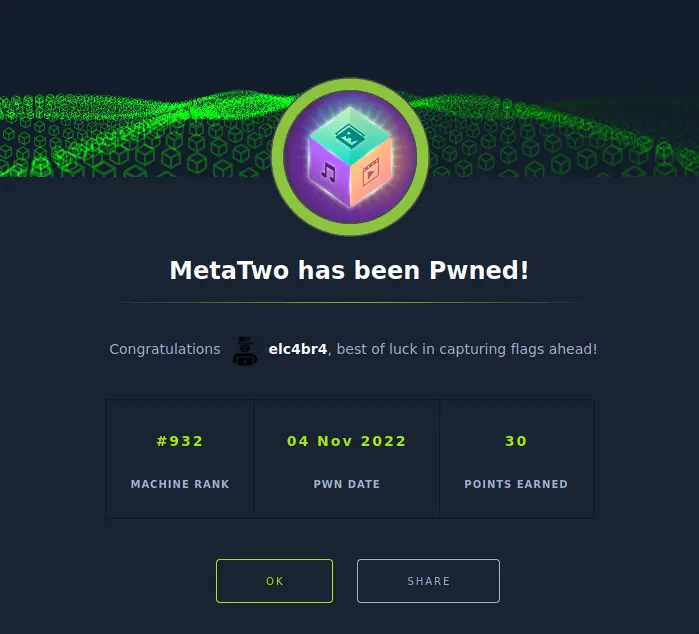 MetaTwo has been Pwned!
Congratulations elc4br4, best of luck in capturing flags ahead!
#932 04 Nov 2022 30
MACHINE RANK PWN DATE POINTS EARNED
OK SHARE